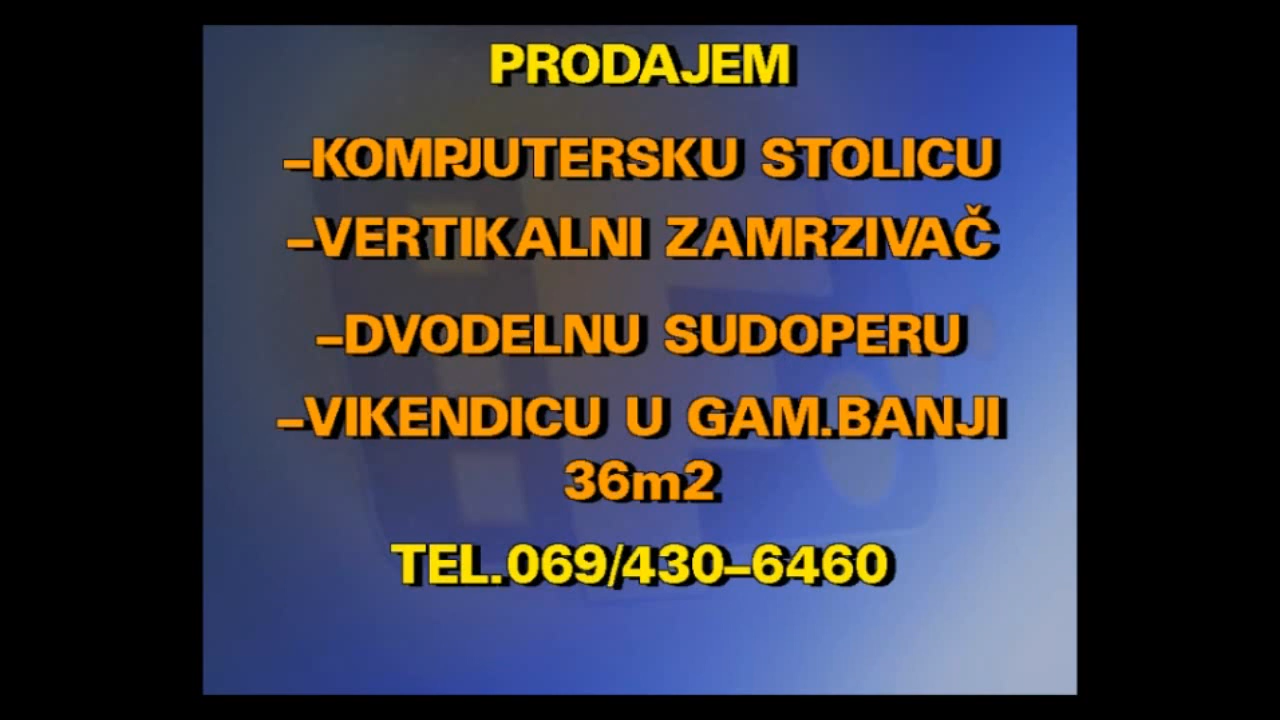 PRODAJEM
-KOMPJUTERSKU STOLICU
-VERTIKALNI ZAMRZIVAČ
-DVODELNU SUDOPERU
-VIKENDICU U GAM.BANJI
36m2
TEL.069/430-6460